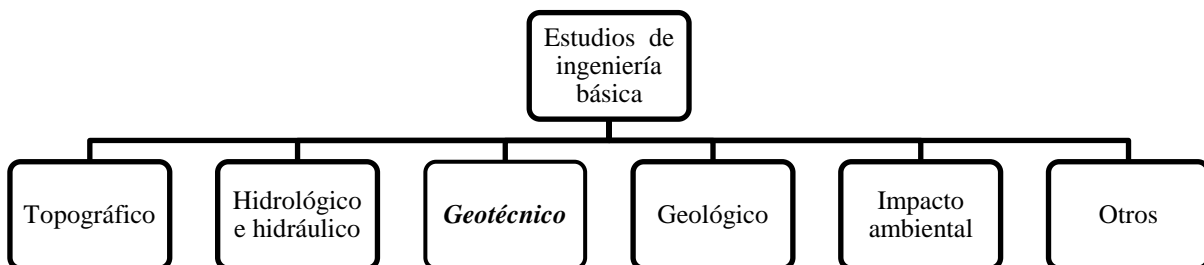 Estudios de
ingeniería
básica
Topográfico
Hidrológico
e hidráulico
Geotécnico
Geológico
Impacto
ambiental
Otros